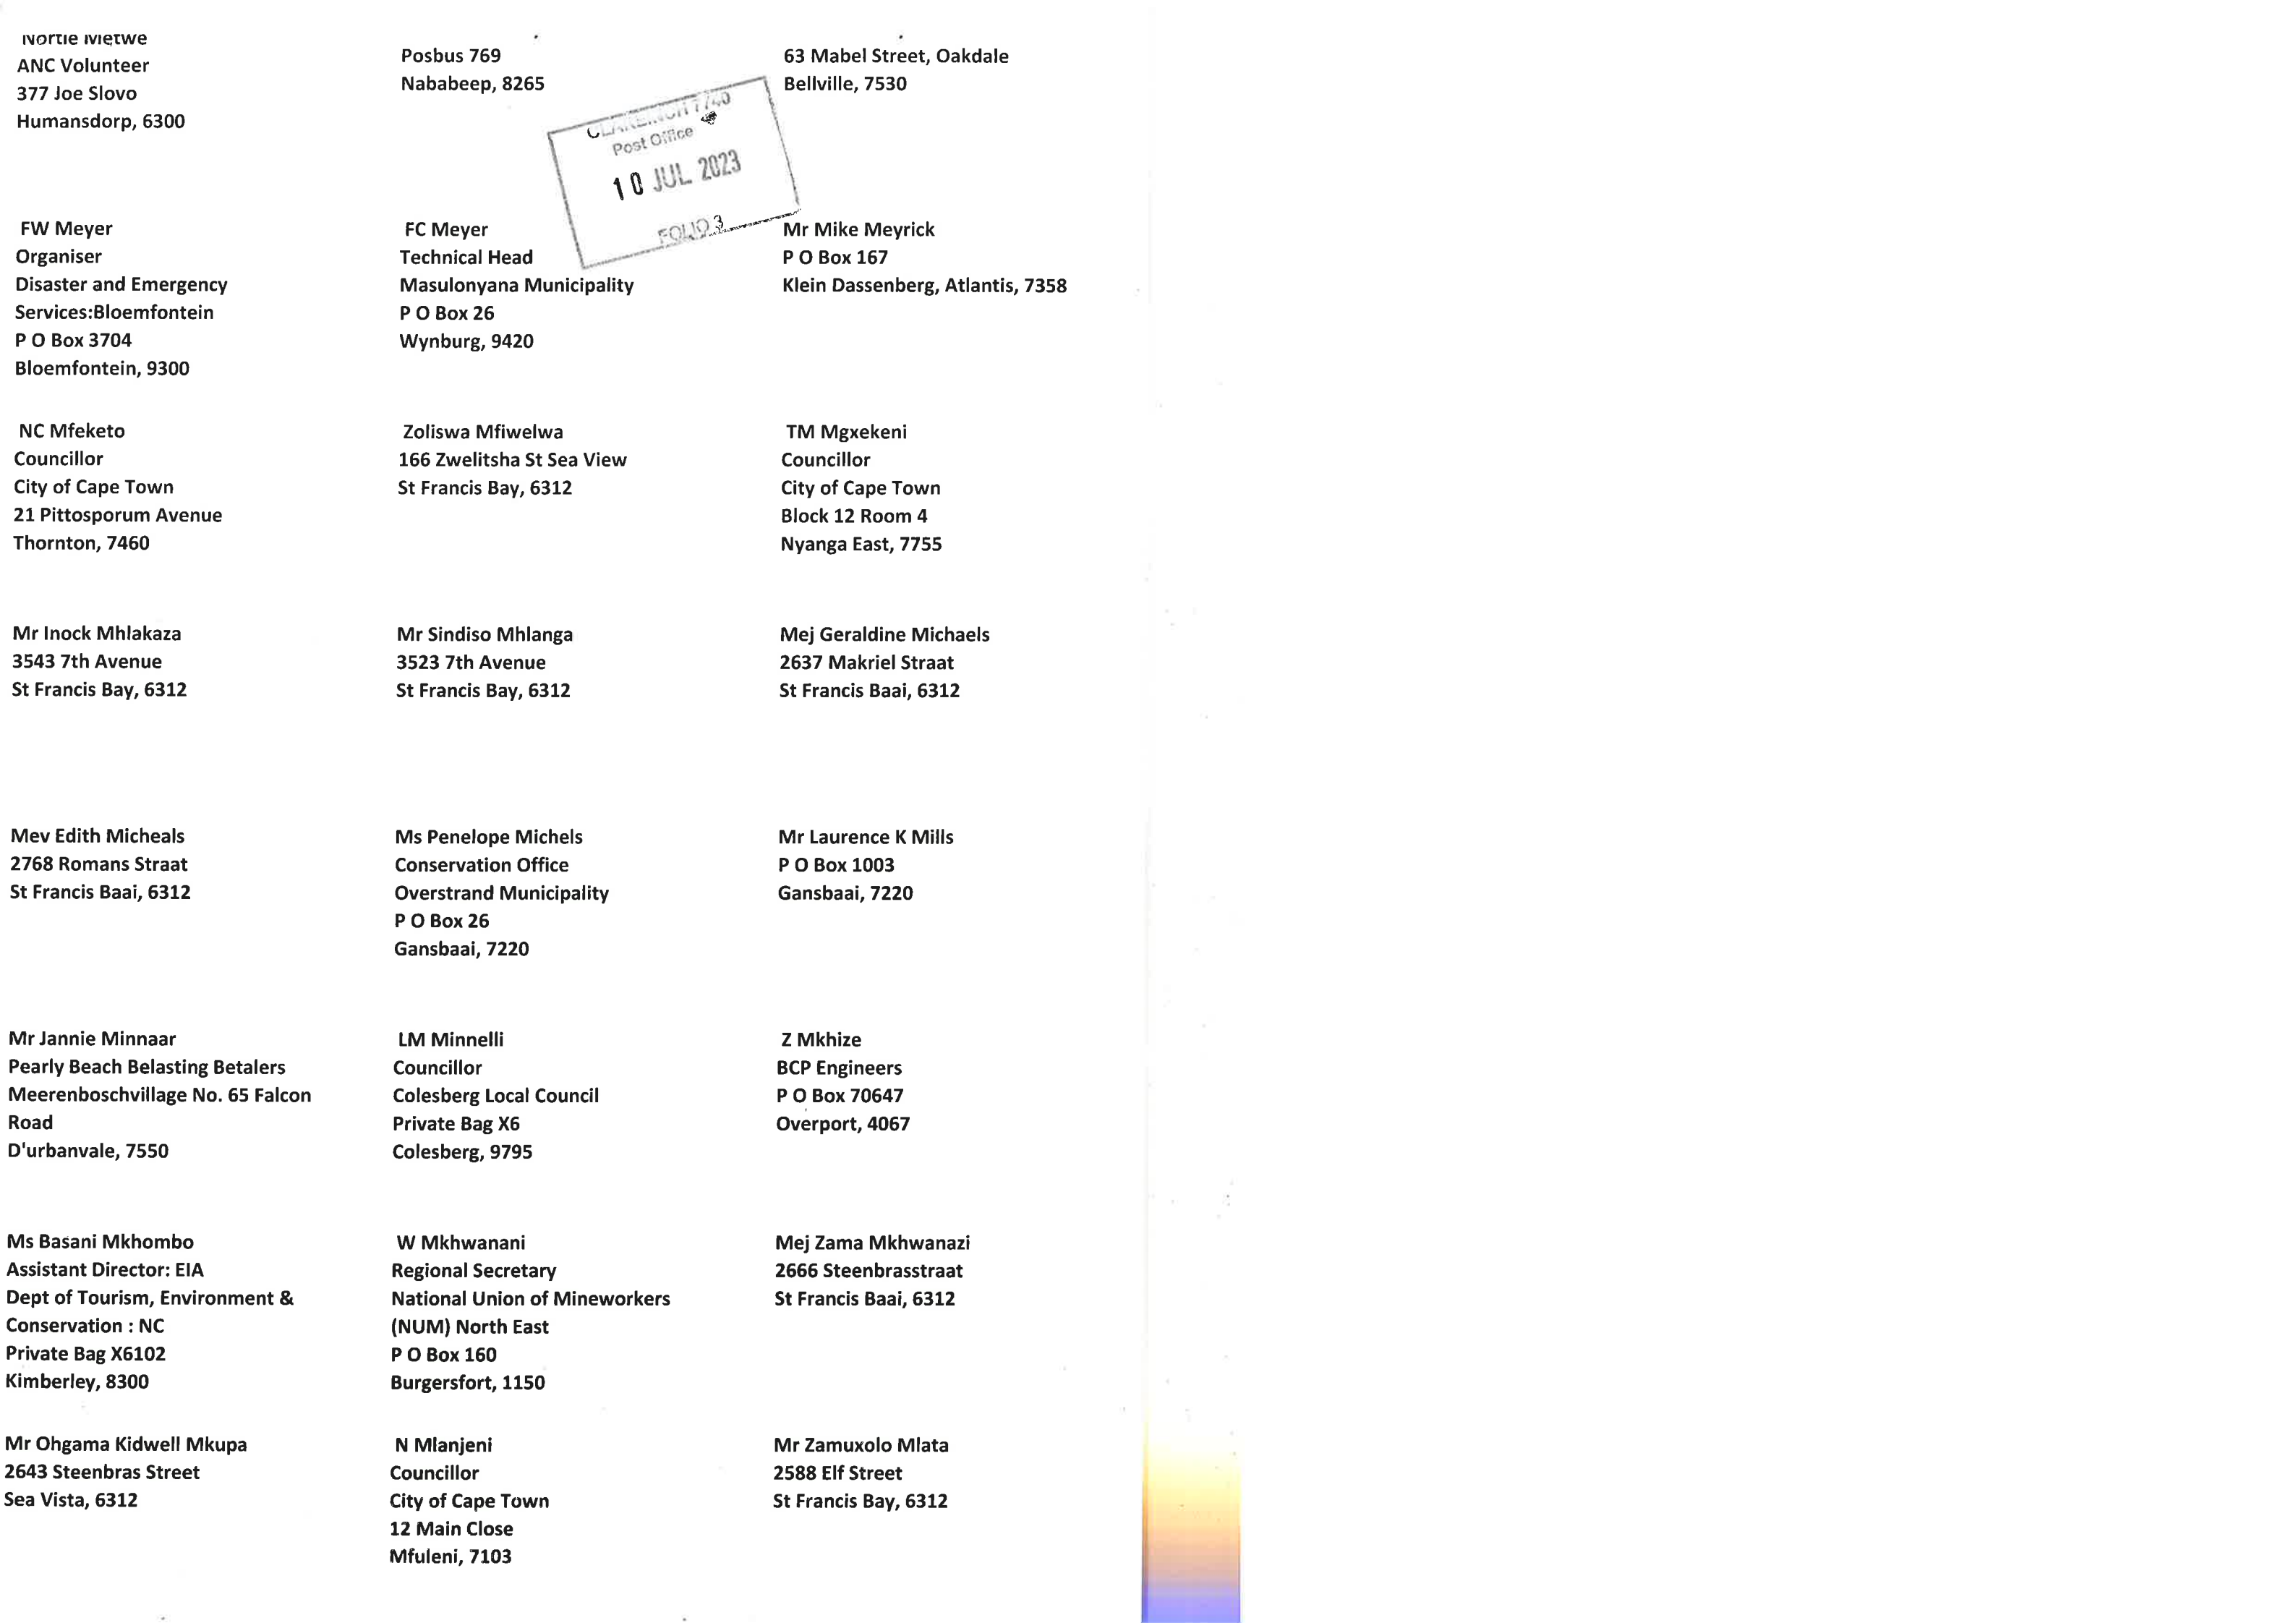 Metwe
ANC Volunteer
377 Joe Slovo
Humansdorp, 6300
Posbus 769
Nababeep, 8265
63 Mabel Street, Oakdale
Bellville, 7530
7740
Post Office
10 JUL 2023
FOLIO 3
FW Meyer
Organiser
Disaster and Emergency
Services:Bloemfontein
P O Box 3704
Bloemfontein, 9300
FC Meyer
Technical Head
Masulonyana Municipality
P O Box 26
Wynburg, 9420
Mr Mike Meyrick
P O Box 167
Klein Dassenberg, Atlantis, 7358
NC Mfeketo
Councillor
City of Cape Town
21 Pittosporum Avenue
Thornton, 7460
Zoliswa Mfiwelwa
166 Zwelitsha St Sea View
St Francis Bay, 6312
TM Mgxekeni
Councillor
City of Cape Town
Block 12 Room 4
Nyanga East, 7755
Mr Inock Mhlakaza
3543 7th Avenue
St Francis Bay, 6312
Mr Sindiso Mhlanga
3523 7th Avenue
St Francis Bay, 6312
Mej Geraldine Michaels
2637 Makriel Straat
St Francis Baai, 6312
Mev Edith Micheals
2768 Romans Straat
St Francis Baai, 6312
Ms Penelope Michels
Conservation Office
Overstrand Municipality
P O Box 26
Gansbaai, 7220
Mr Laurence K Mills
P O Box 1003
Gansbaai, 7220
Mr Jannie Minnaar
Pearly Beach Belasting Betalers
Meerenboschvillage No. 65 Falcon
Road
D'urbanvale, 7550
LM Minnelli
Councillor
Colesberg Local Council
Private Bag X6
Colesberg, 9795
Z Mkhize
BCP Engineers
P O Box 70647
Overport, 4067
Ms Basani Mkhombo
Assistant Director: EIA
Dept of Tourism, Environment &
Conservation : NC
Private Bag X6102
Kimberley, 8300
W Mkhwanani
Regional Secretary
National Union of Mineworkers
(NUM) North East
P O Box 160
Burgersfort, 1150
Mej Zama Mkhwanazi
2666 Steenbrasstraat
St Francis Baai, 6312
Mr Ohgama Kidwell Mkupa
2643 Steenbras Street
Sea Vista, 6312
N Mlanjeni
Councillor
City of Cape Town
12 Main Close
Mfuleni, 7103
Mr Zamuxolo Mlata
2588 Elf Street
St Francis Bay, 6312